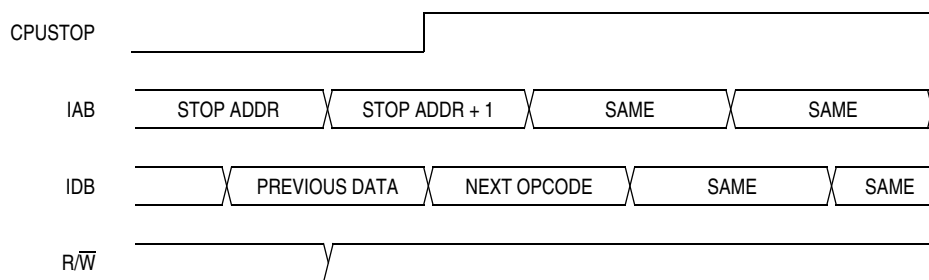 CPUSTOP
IAB STOP ADDR STOP ADDR + 1 SAME SAME
IDB PREVIOUS DATA NEXT OPCODE SAME SAME
R/W̅